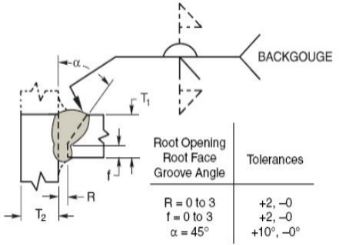 α
BACKGOUGE
T₁
f
R
T₂
Root Opening
Root Face
Groove Angle
Tolerances
R = 0 to 3 +2, –0
f = 0 to 3 +2, –0
α = 45° +10°, –0°